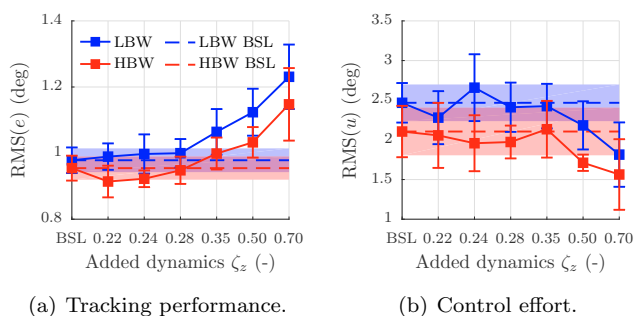 1.4
1.2
1
0.8
RMS(e) (deg)
LBW
LBW BSL
HBW
HBW BSL
BSL 0.22 0.24 0.28 0.35 0.50 0.70
Added dynamics ζz (-)
(a) Tracking performance.
3.5
3
2.5
2
1.5
1
RMS(u) (deg)
BSL 0.22 0.24 0.28 0.35 0.50 0.70
Added dynamics ζz (-)
(b) Control effort.